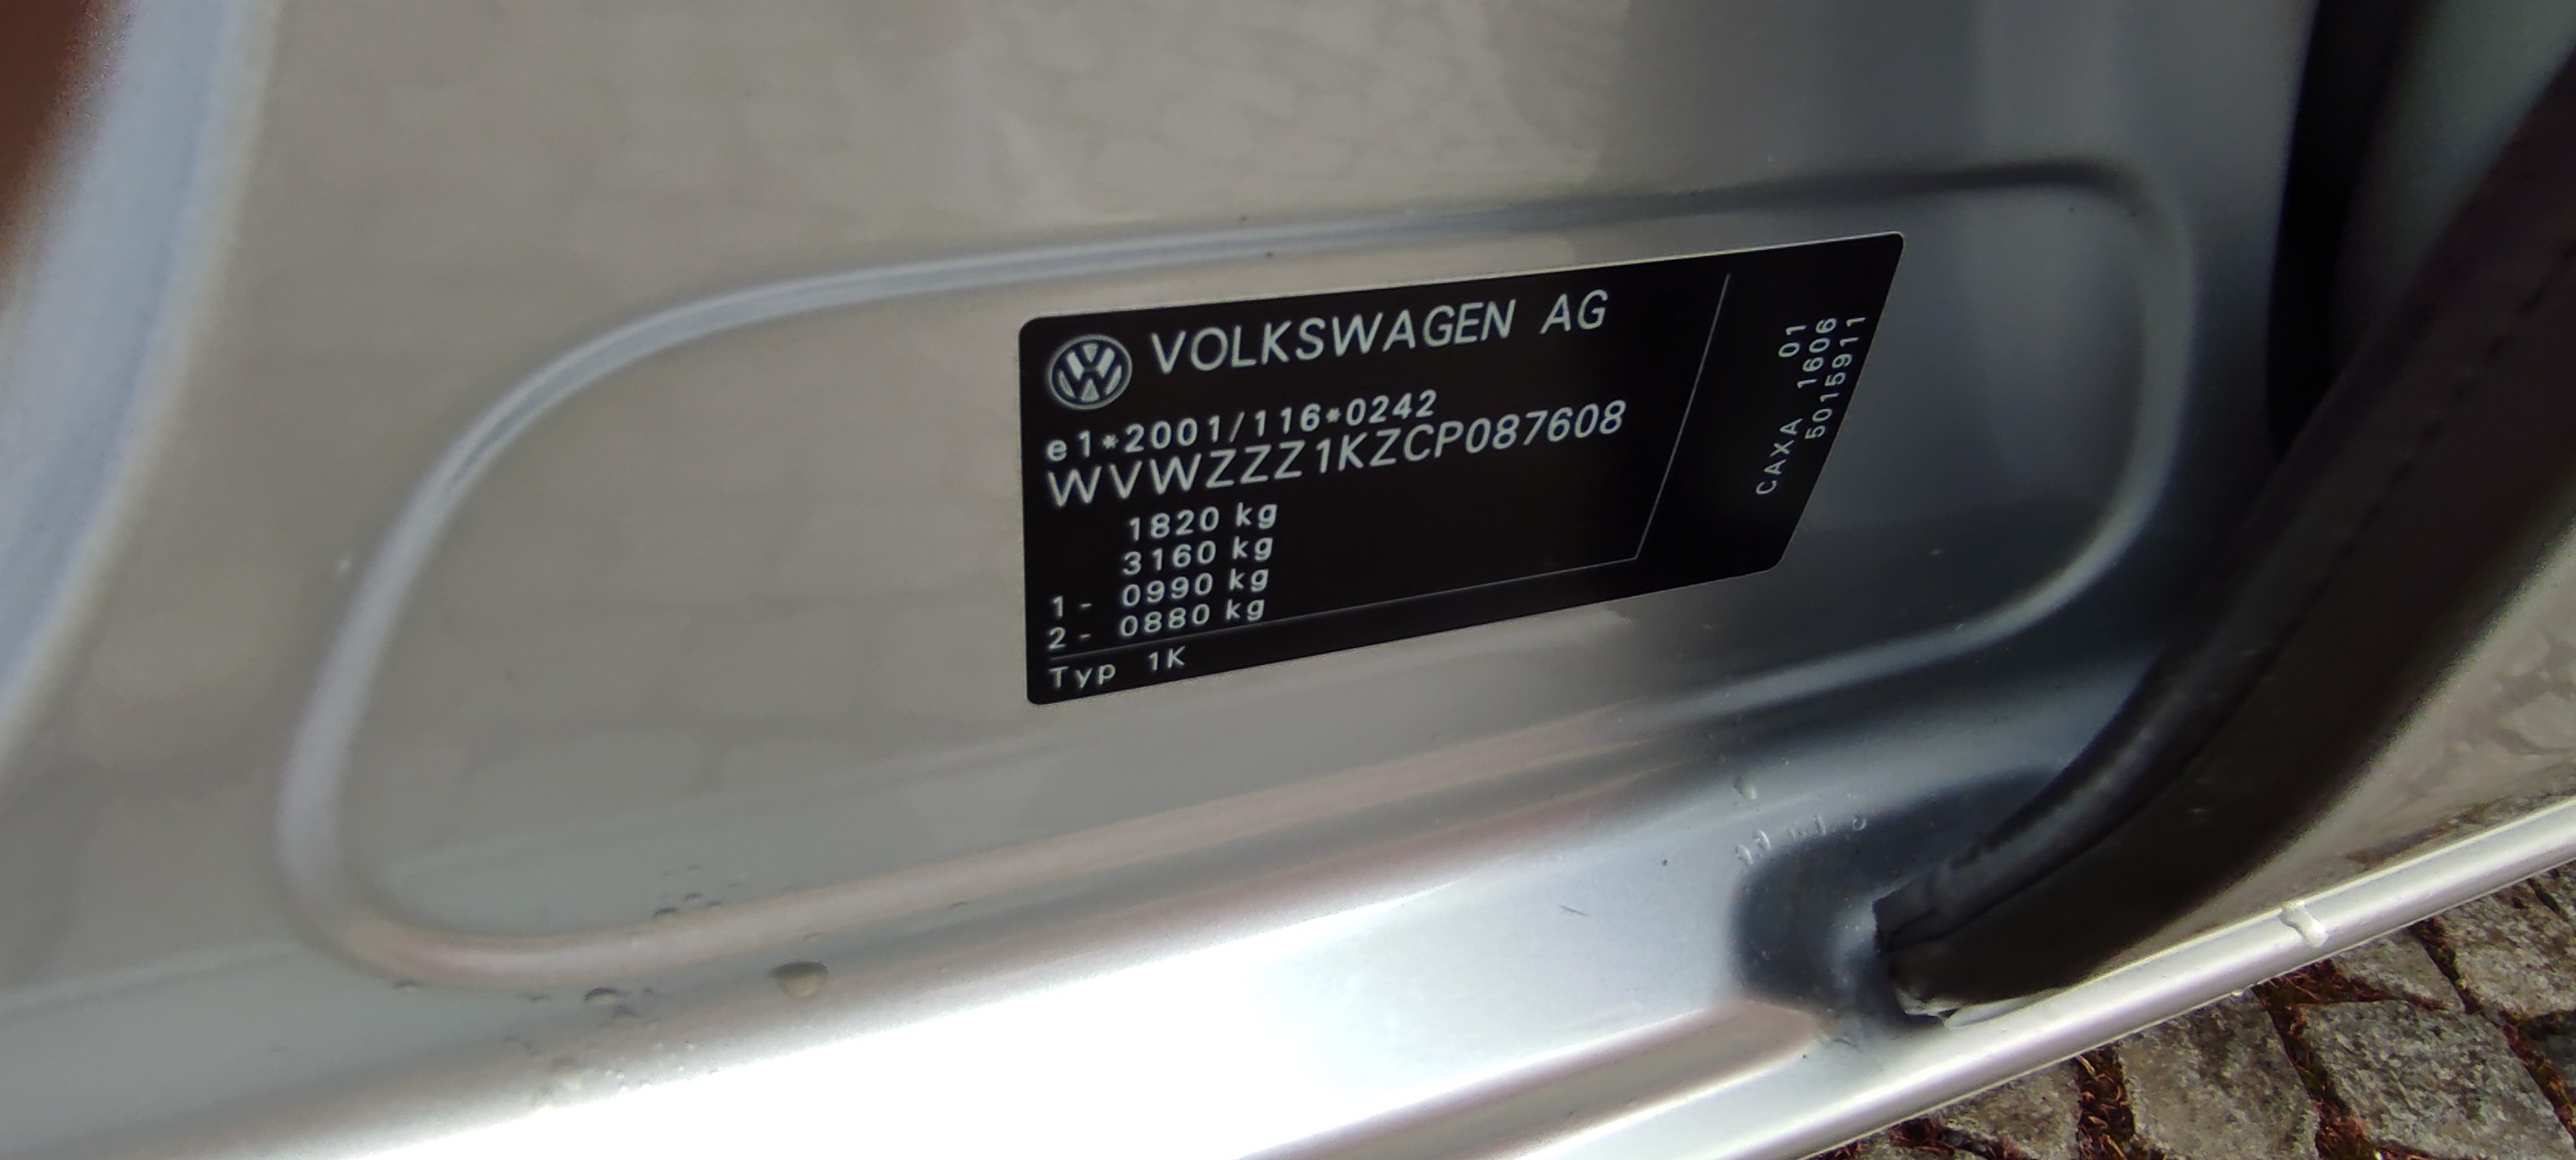 VOLKSWAGEN AG
e1*2001/116*0242
WVWZZZ1KZCP087608
1820 kg
3160 kg
1- 0990 kg
2- 0880 kg
Typ 1K
01
CAXA 1606
5015911